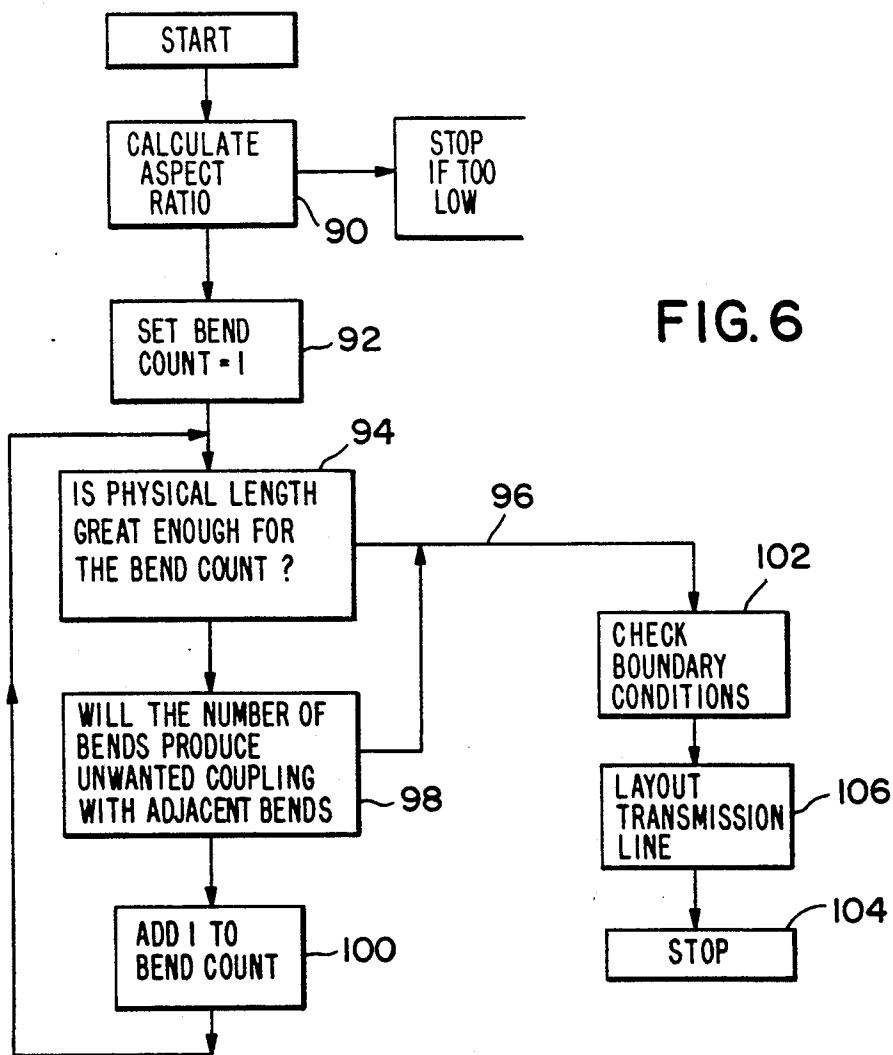 START
CALCULATE
ASPECT
RATIO
90
STOP
IF TOO
LOW
SET BEND
COUNT = 1
92
FIG. 6
94
IS PHYSICAL LENGTH
GREAT ENOUGH FOR
THE BEND COUNT ?
96
102
CHECK
BOUNDARY
CONDITIONS
WILL THE NUMBER OF
BENDS PRODUCE
UNWANTED COUPLING
WITH ADJACENT BENDS
98
LAYOUT
TRANSMISSION
LINE
106
ADD 1 TO
BEND COUNT
100
104
STOP